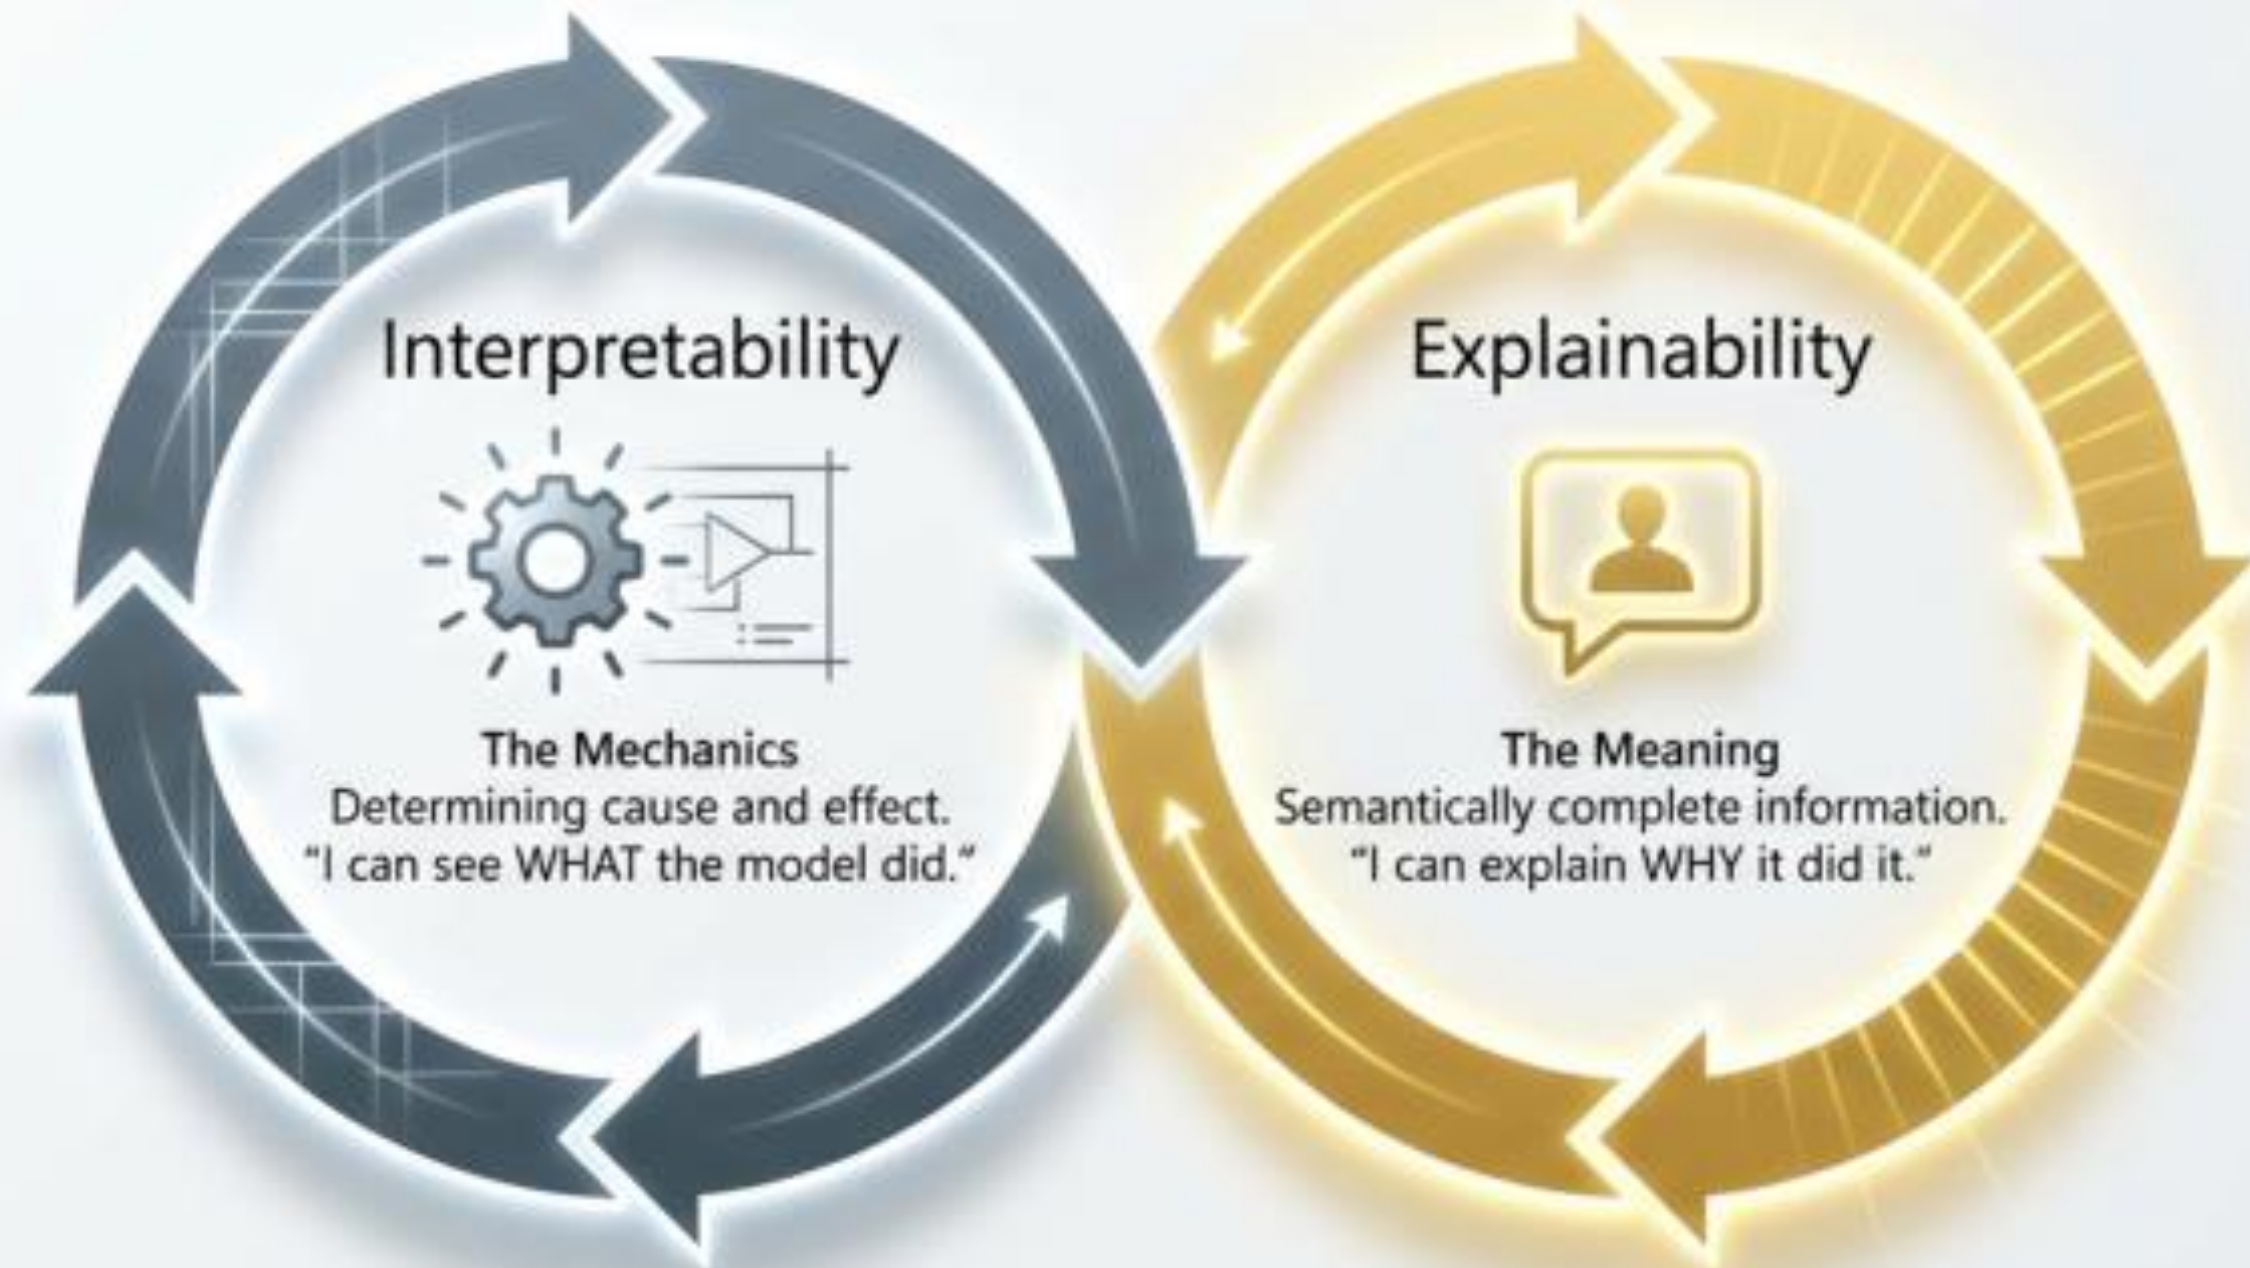 Interpretability
The Mechanics
Determining cause and effect.
"I can see WHAT the model did."
Explainability
The Meaning
Semantically complete information.
"I can explain WHY it did it."